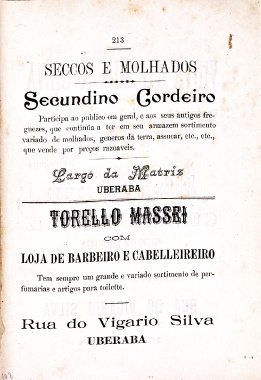 213
SECCOS E MOLHADOS
Secundino Cordeiro
Participa ao publico em geral, e aos seus antigos fre-
guezes, que continúa a ter em seu armazem sortimento
variado de molhados, generos da terra, assucar, etc., etc.,
que vende por preços razoaveis.
Largo da Matriz
UBERABA
TORELLO MASSEI
COM
LOJA DE BARBEIRO E CABELLEIREIRO
Tem sempre um grande e variado sortimento de per-
fumarias e artigos para toilette.
Rua do Vigario Silva
UBERABA